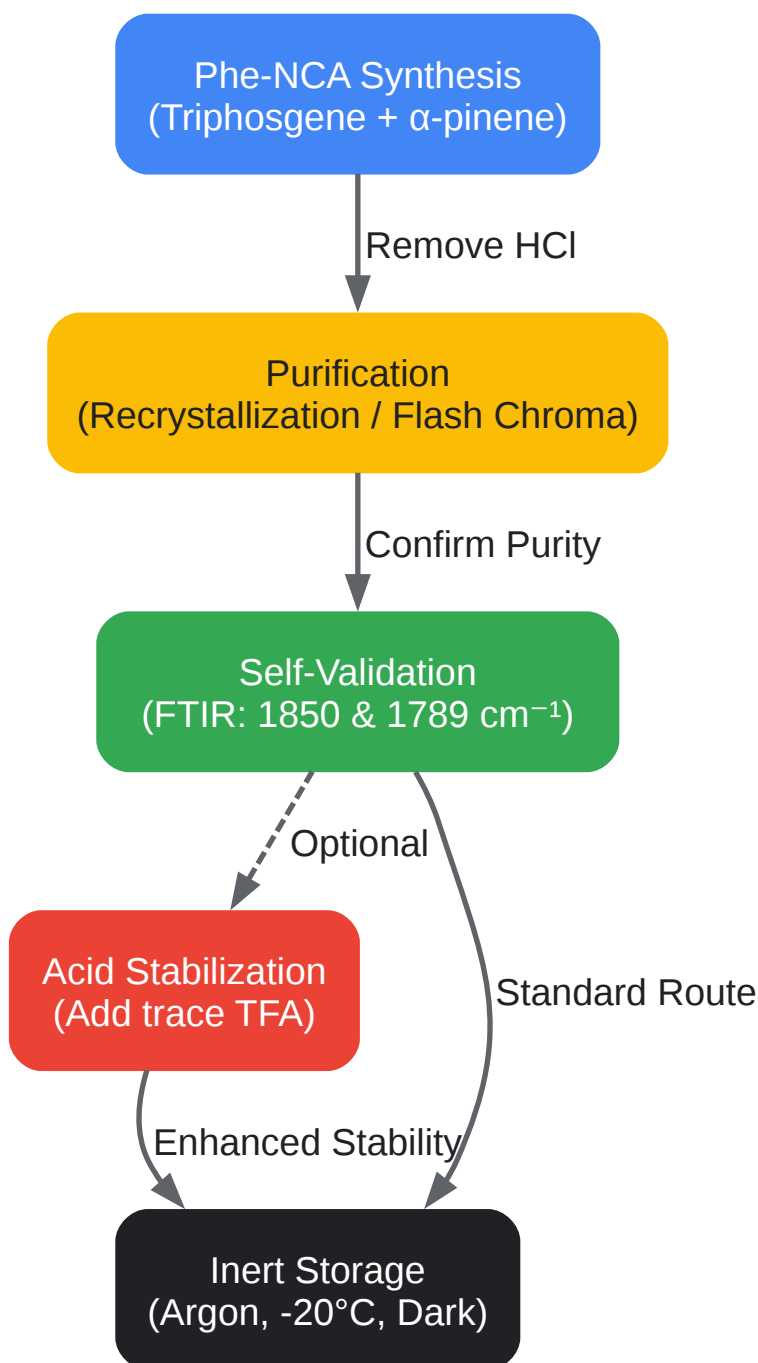 Phe-NCA Synthesis
(Triphosgene + α-pinene)
Remove HCl
Purification
(Recrystallization / Flash Chroma)
Confirm Purity
Self-Validation
(FTIR: 1850 & 1789 cm⁻¹)
Optional
Acid Stabilization
(Add trace TFA)
Standard Route
Enhanced Stability
Inert Storage
(Argon, -20°C, Dark)